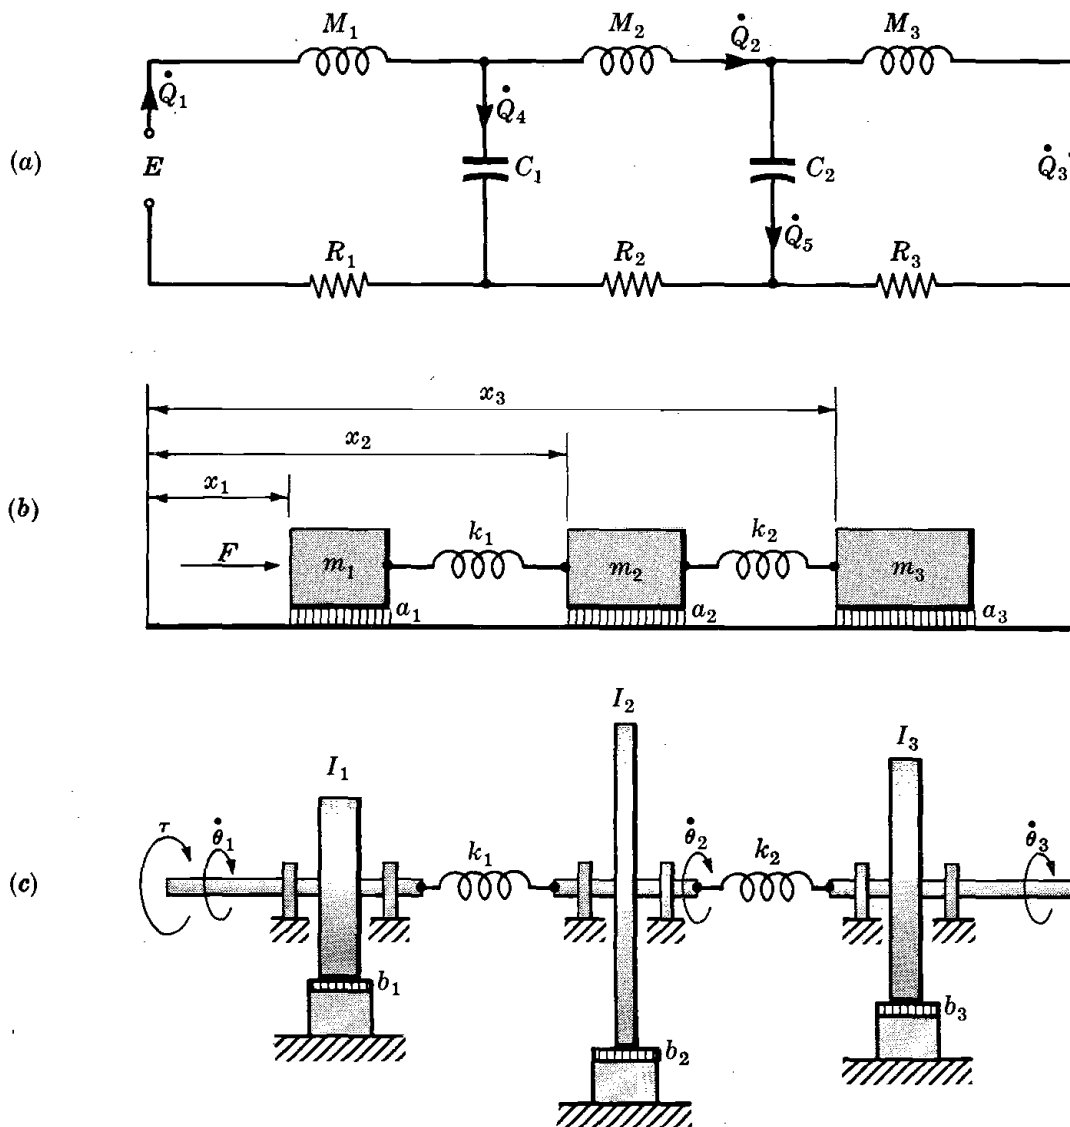 M₁ M₂ Q̇₂ M₃
Q̇₁ Q̇₄
(a) E C₁ C₂ Q̇₃
Q̇₅
R₁ R₂ R₃
x₃
x₂
(b) x₁
F m₁ k₁ m₂ k₂ m₃
a₁ a₂ a₃
I₂
I₁ I₃
(c) τ θ̇₁ k₁ θ̇₂ k₂ θ̇₃
b₁ b₂ b₃